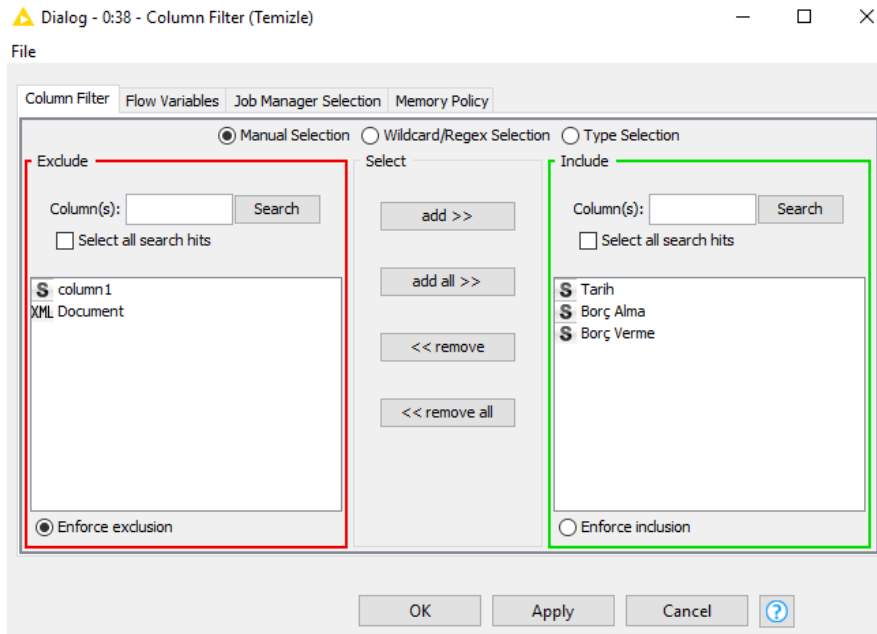 Dialog - 0:38 - Column Filter (Temizle)
File
Column Filter Flow Variables Job Manager Selection Memory Policy
Manual Selection Wildcard/Regex Selection Type Selection
Exclude
Column(s): Search
Select all search hits
S column1
XML Document
Enforce exclusion
Select
add >>
add all >>
<< remove
<< remove all
Include
Column(s): Search
Select all search hits
S Tarih
S Borç Alma
S Borç Verme
Enforce inclusion
OK Apply Cancel ?